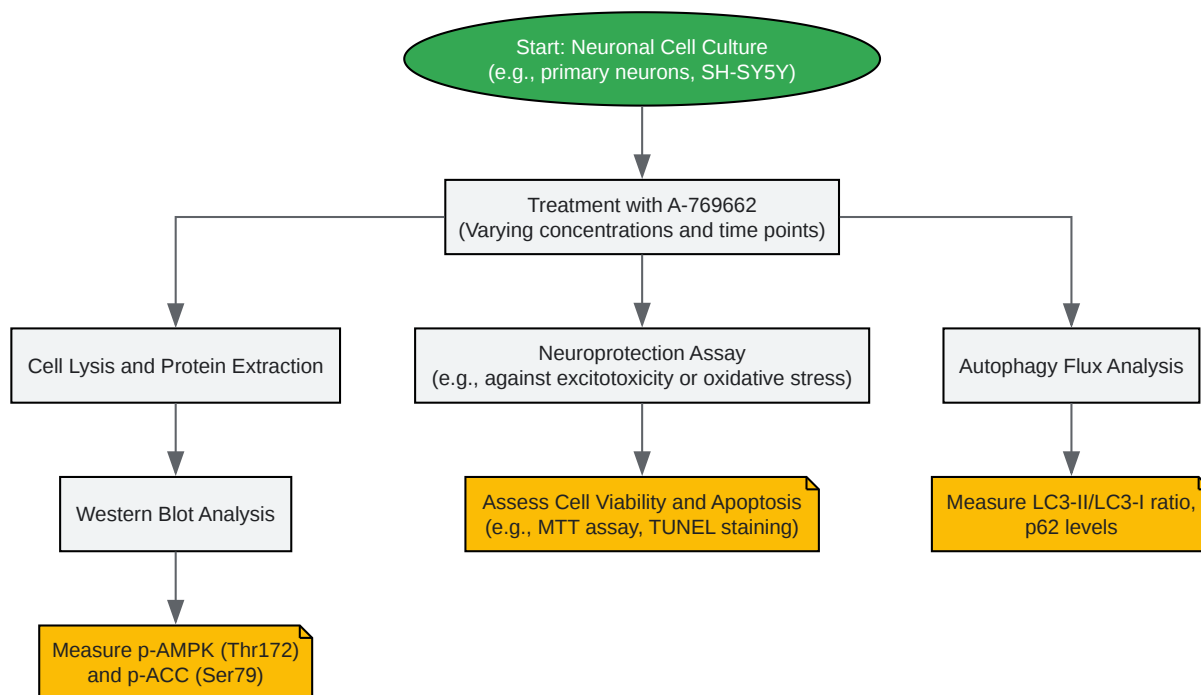 Start: Neuronal Cell Culture
(e.g., primary neurons, SH-SY5Y)
Treatment with A-769662
(Varying concentrations and time points)
Cell Lysis and Protein Extraction
Neuroprotection Assay
(e.g., against excitotoxicity or oxidative stress)
Autophagy Flux Analysis
Western Blot Analysis
Assess Cell Viability and Apoptosis
(e.g., MTT assay, TUNEL staining)
Measure LC3-II/LC3-I ratio,
p62 levels
Measure p-AMPK (Thr172)
and p-ACC (Ser79)